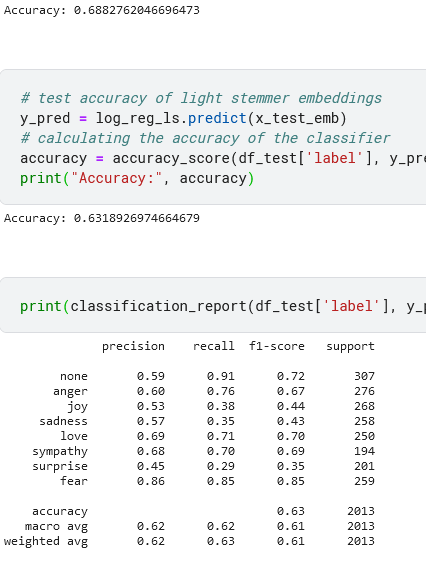 Accuracy: 0.6882762046696473
# test accuracy of light stemmer embeddings
y_pred = log_reg_ls.predict(x_test_emb)
# calculating the accuracy of the classifier
accuracy = accuracy_score(df_test['label'], y_pre
print("Accuracy:", accuracy)
Accuracy: 0.6318926974664679
print(classification_report(df_test['label'], y_p
precision recall f1-score support
none 0.59 0.91 0.72 307
anger 0.60 0.76 0.67 276
joy 0.53 0.38 0.44 268
sadness 0.57 0.35 0.43 258
love 0.69 0.71 0.70 250
sympathy 0.68 0.70 0.69 194
surprise 0.45 0.29 0.35 201
fear 0.86 0.85 0.85 259
accuracy 0.63 2013
macro avg 0.62 0.62 0.61 2013
weighted avg 0.62 0.63 0.61 2013